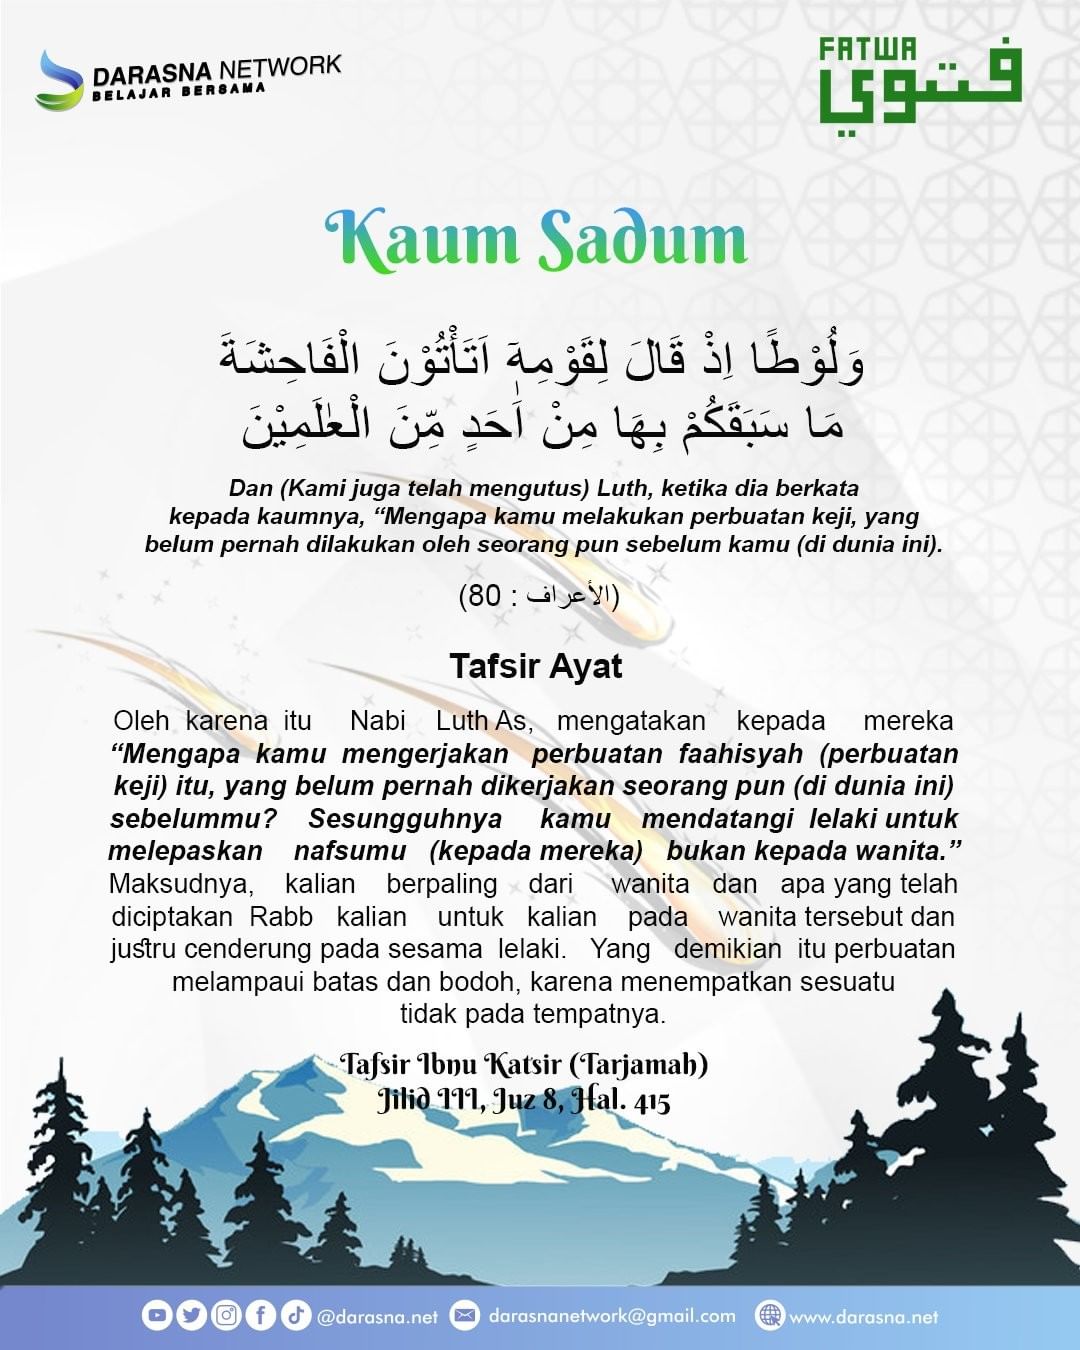 DARASNA NETWORK
BELAJAR BERSAMA
FATWA
فتوي
Kaum Sadum
وَلُوْطًا اِذْ قَالَ لِقَوْمِهٖٓ اَتَأْتُوْنَ الْفَاحِشَةَ
مَا سَبَقَكُمْ بِهَا مِنْ اَحَدٍ مِّنَ الْعٰلَمِيْنَ
Dan (Kami juga telah mengutus) Luth, ketika dia berkata
kepada kaumnya, “Mengapa kamu melakukan perbuatan keji, yang
belum pernah dilakukan oleh seorang pun sebelum kamu (di dunia ini).
(الأعراف : 80)
Tafsir Ayat
Oleh karena itu Nabi Luth As, mengatakan kepada mereka
“Mengapa kamu mengerjakan perbuatan faahisyah (perbuatan
keji) itu, yang belum pernah dikerjakan seorang pun (di dunia ini)
sebelummu? Sesungguhnya kamu mendatangi lelaki untuk
melepaskan nafsumu (kepada mereka) bukan kepada wanita.”
Maksudnya, kalian berpaling dari wanita dan apa yang telah
diciptakan Rabb kalian untuk kalian pada wanita tersebut dan
justru cenderung pada sesama lelaki. Yang demikian itu perbuatan
melampaui batas dan bodoh, karena menempatkan sesuatu
tidak pada tempatnya.
Tafsir Ibnu Katsir (Tarjamah)
Jilid III, Juz 8, Hal. 415
@darasna.net darasnanetwork@gmail.com www.darasna.net